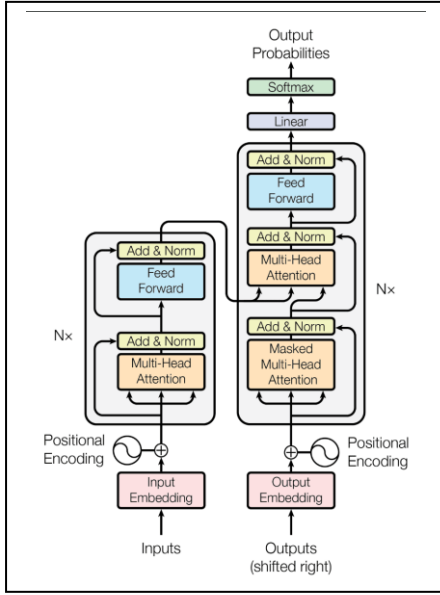 Output
Probabilities
Softmax
Linear
Add & Norm
Feed
Forward
Add & Norm
Multi-Head
Attention
Add & Norm
Masked
Multi-Head
Attention
N×
Add & Norm
Feed
Forward
Add & Norm
Multi-Head
Attention
N×
Positional
Encoding
Positional
Encoding
Input
Embedding
Output
Embedding
Inputs
Outputs
(shifted right)